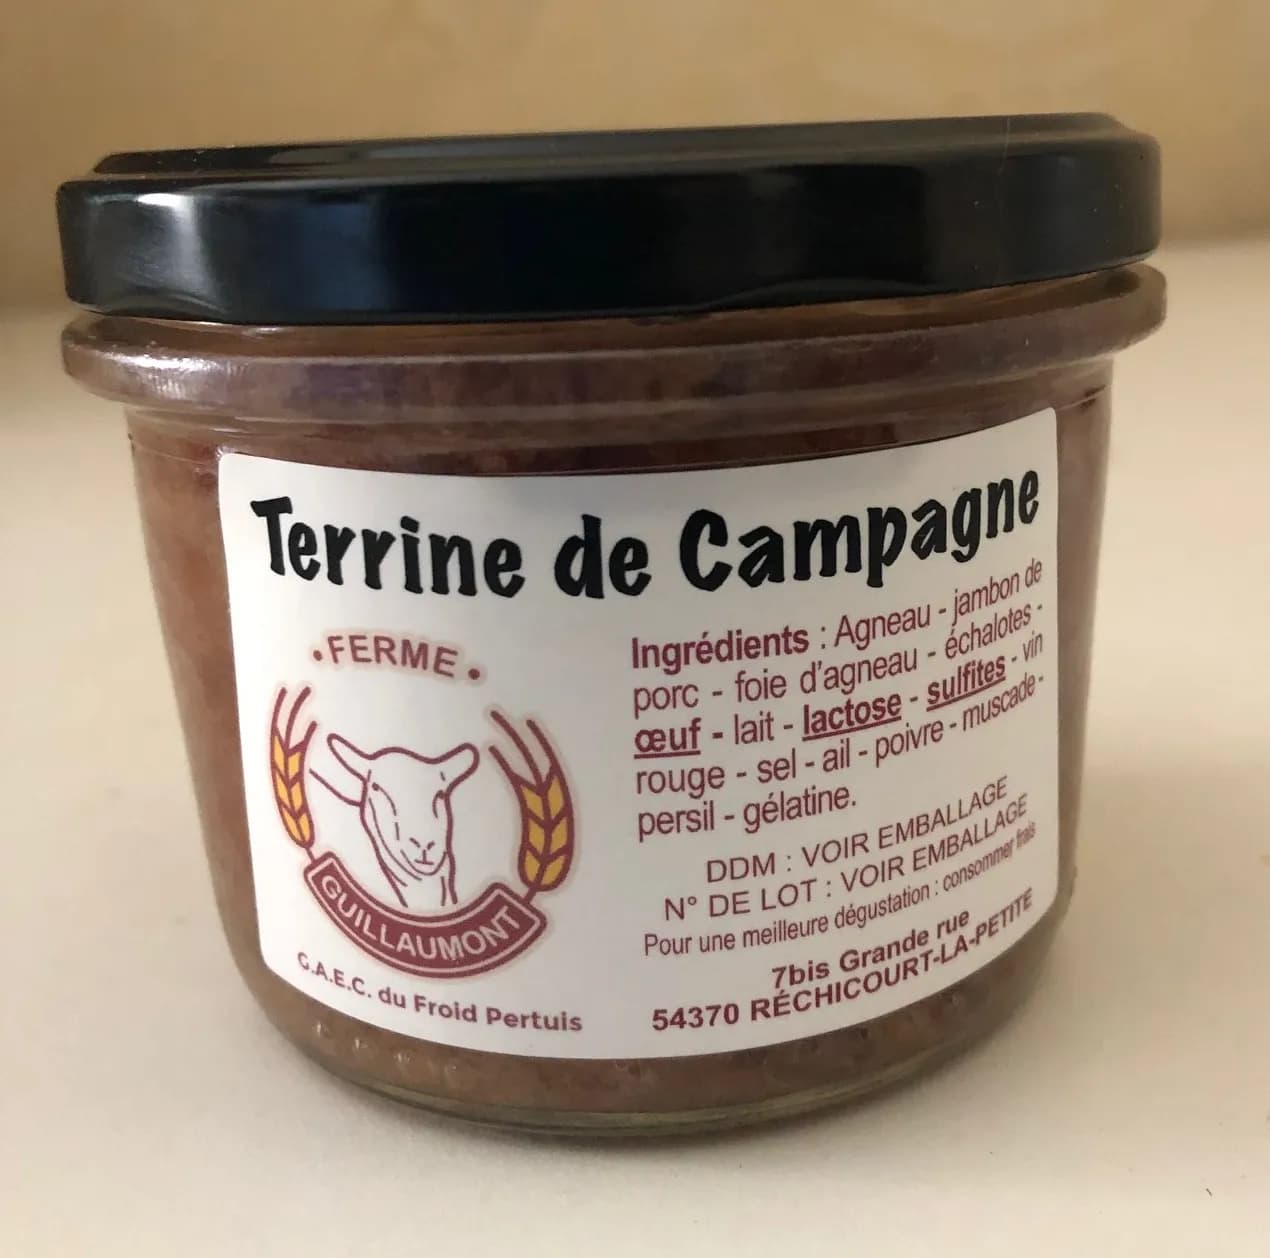 Terrine de Campagne
• FERME •
GUILLAUMONT
G.A.E.C. du Froid Pertuis
Ingrédients : Agneau - jambon de
porc - foie d'agneau - échalotes -
œuf - lait - lactose - sulfites - vin
rouge - sel - ail - poivre - muscade -
persil - gélatine.
DDM : VOIR EMBALLAGE
N° DE LOT : VOIR EMBALLAGE
Pour une meilleure dégustation : consommer frais
7bis Grande rue
54370 RÉCHICOURT-LA-PETITE